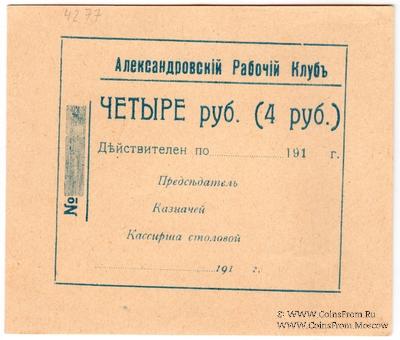 4277
Александровскій Рабочій Клубъ
ЧЕТЫРЕ руб. (4 руб.)
Дѣйствителен по 191 г.
№
Предсѣдатель
Казначей
Кассирша столовой
191 г.
© - WWW.CoinsFrom.Ru
- WWW.CoinsFrom.Moscow